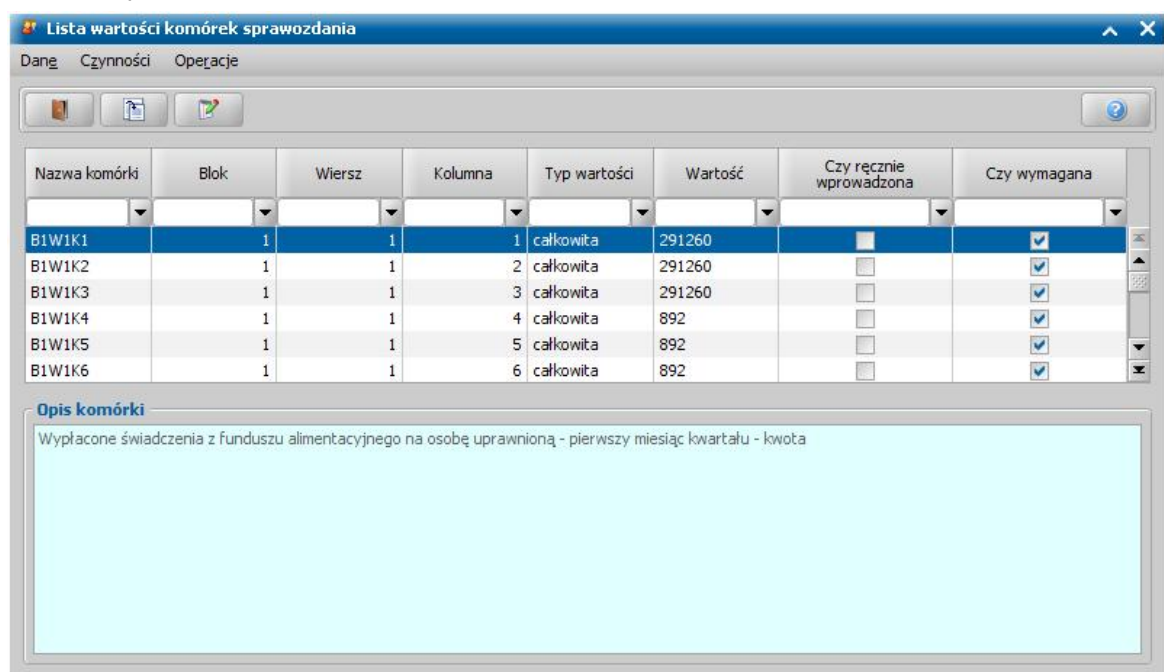 Lista wartości komórek sprawozdania
Dane Czynności Operacje
Nazwa komórki Blok Wiersz Kolumna Typ wartości Wartość Czy ręcznie wprowadzona Czy wymagana
B1W1K1 1 1 1 całkowita 291260
B1W1K2 1 1 2 całkowita 291260
B1W1K3 1 1 3 całkowita 291260
B1W1K4 1 1 4 całkowita 892
B1W1K5 1 1 5 całkowita 892
B1W1K6 1 1 6 całkowita 892
Opis komórki
Wypłacone świadczenia z funduszu alimentacyjnego na osobę uprawnioną - pierwszy miesiąc kwartału - kwota